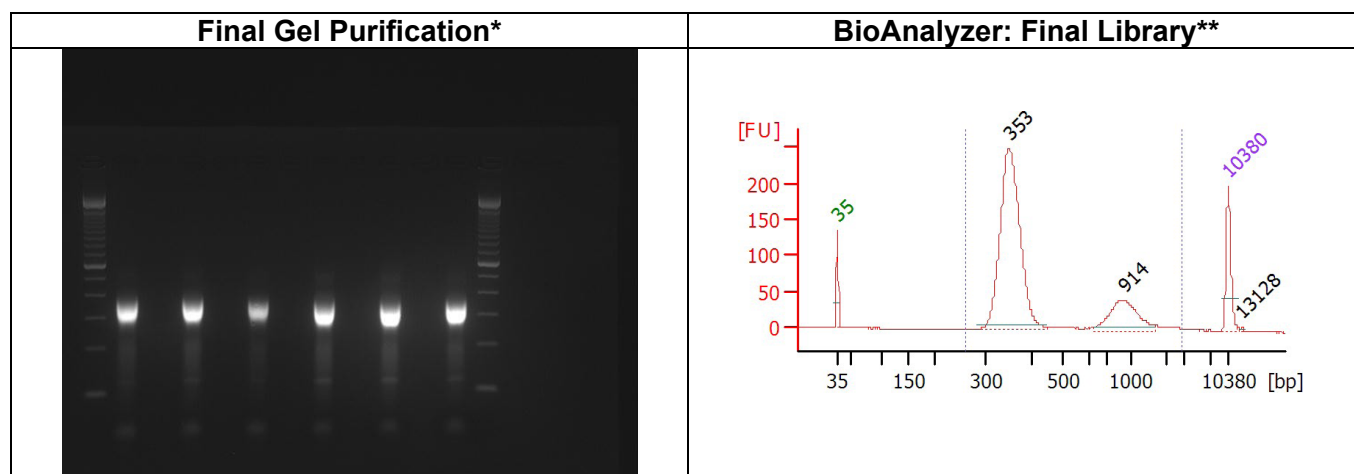 Final Gel Purification*
BioAnalyzer: Final Library**
[FU]
353
10380
35
914
13128
200
150
100
50
0
35 150 300 500 1000 10380 [bp]